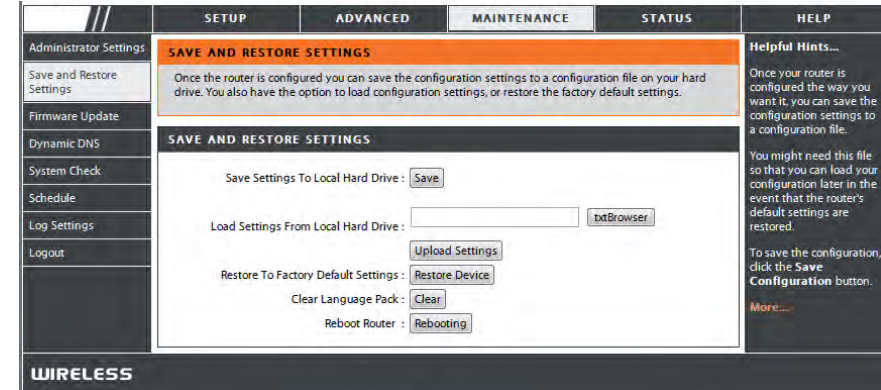 SETUP ADVANCED MAINTENANCE STATUS HELP
Administrator Settings
Save and Restore
Settings
Firmware Update
Dynamic DNS
System Check
Schedule
Log Settings
Logout
SAVE AND RESTORE SETTINGS
Once the router is configured you can save the configuration settings to a configuration file on your hard
drive. You also have the option to load configuration settings, or restore the factory default settings.
SAVE AND RESTORE SETTINGS
Save Settings To Local Hard Drive : Save
Load Settings From Local Hard Drive : txtBrowser
Upload Settings
Restore To Factory Default Settings : Restore Device
Clear Language Pack : Clear
Reboot Router : Rebooting
Helpful Hints...
Once your router is
configured the way you
want it, you can save the
configuration settings to
a configuration file.
You might need this file
so that you can load your
configuration later in the
event that the router's
default settings are
restored.
To save the configuration,
click the Save
Configuration button.
More...
WIRELESS